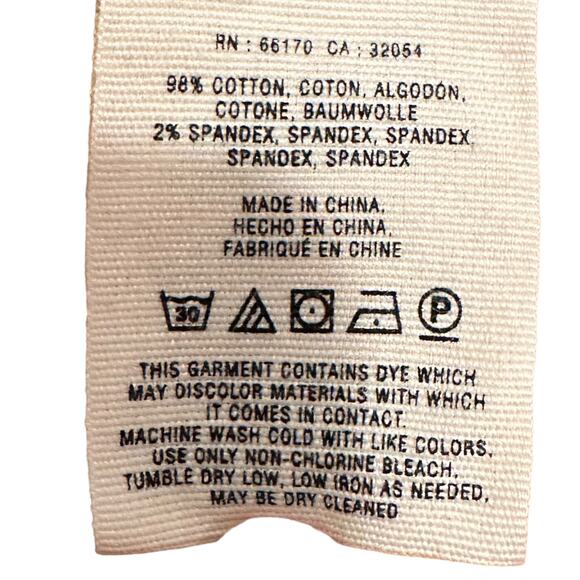 RN : 66170 CA : 32054
98% COTTON, COTON, ALGODÓN,
COTONE, BAUMWOLLE
2% SPANDEX, SPANDEX, SPANDEX
SPANDEX, SPANDEX
MADE IN CHINA,
HECHO EN CHINA,
FABRIQUÉ EN CHINE
30 P
THIS GARMENT CONTAINS DYE WHICH
MAY DISCOLOR MATERIALS WITH WHICH
IT COMES IN CONTACT.
MACHINE WASH COLD WITH LIKE COLORS,
USE ONLY NON-CHLORINE BLEACH,
TUMBLE DRY LOW, LOW IRON AS NEEDED,
MAY BE DRY CLEANED